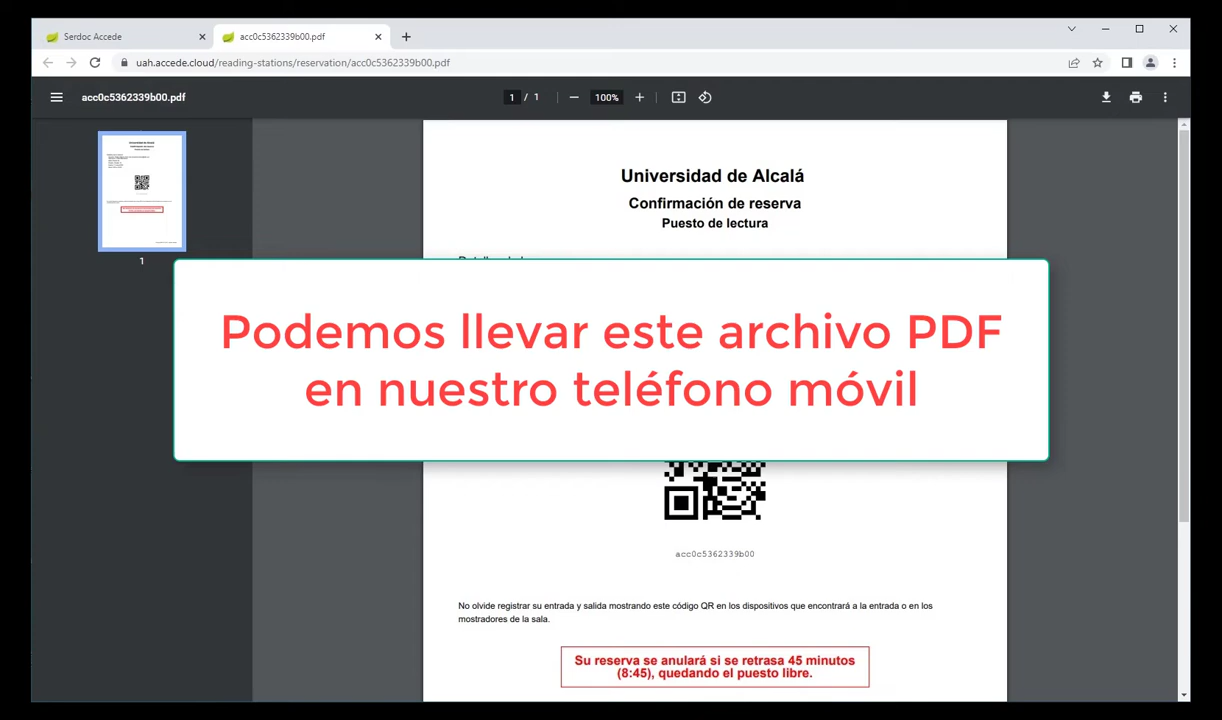 Serdoc Accede
acc0c5362339b00.pdf
uah.accede.cloud/reading-stations/reservation/acc0c5362339b00.pdf
acc0c5362339b00.pdf
1 / 1
100%
Universidad de Alcalá
Confirmación de reserva
Puesto de lectura
1
Podemos llevar este archivo PDF
en nuestro teléfono móvil
acc0c5362339b00
No olvide registrar su entrada y salida mostrando este código QR en los dispositivos que encontrará a la entrada o en los
mostradores de la sala.
Su reserva se anulará si se retrasa 45 minutos
(8:45), quedando el puesto libre.